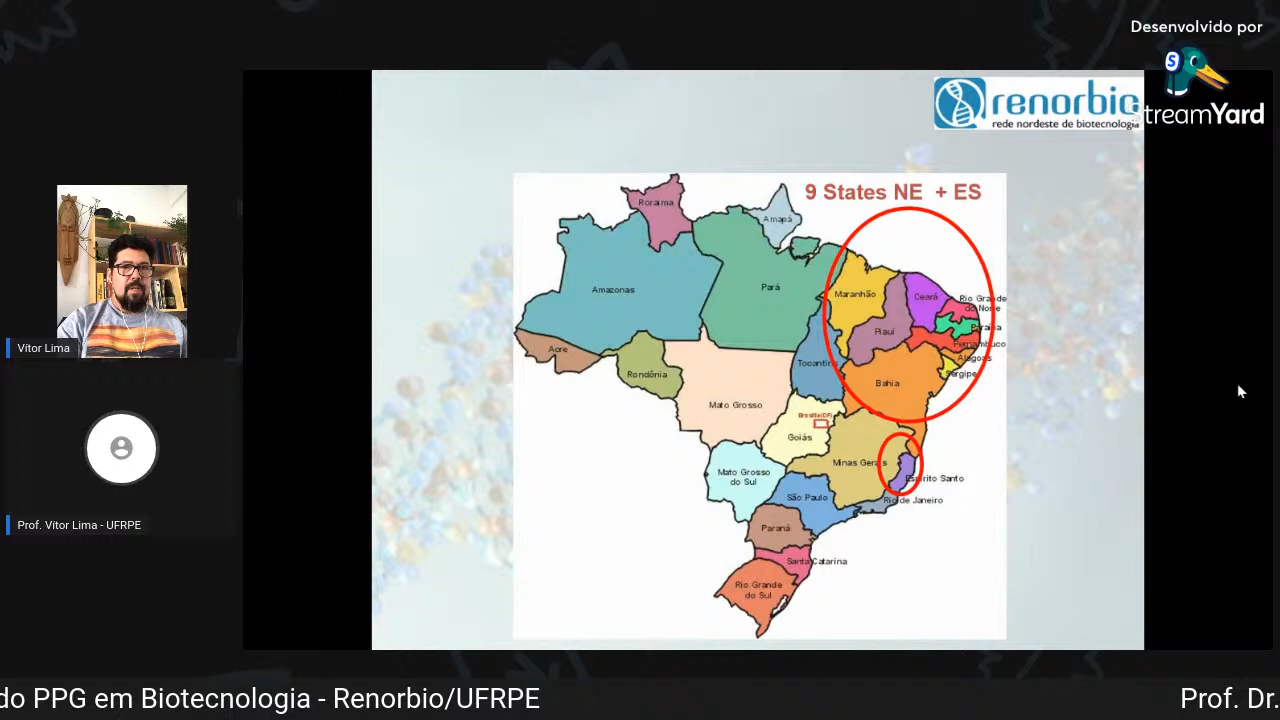 Desenvolvido por
StreamYard
renorbio
rede nordeste de biotecnologia
9 States NE + ES
Roraima
Amapá
Amazonas
Pará
Maranhão
Ceará
Rio Grande
do Norte
Paraíba
Piauí
Pernambuco
Alagoas
Sergipe
Acre
Tocantins
Rondônia
Bahia
Mato Grosso
Brasília(DF)
Goiás
Minas Gerais
Mato Grosso
do Sul
Espírito Santo
São Paulo
Rio de Janeiro
Paraná
Santa Catarina
Rio Grande
do Sul
Vítor Lima
Prof. Vítor Lima - UFRPE
do PPG em Biotecnologia - Renorbio/UFRPE
Prof. Dr.